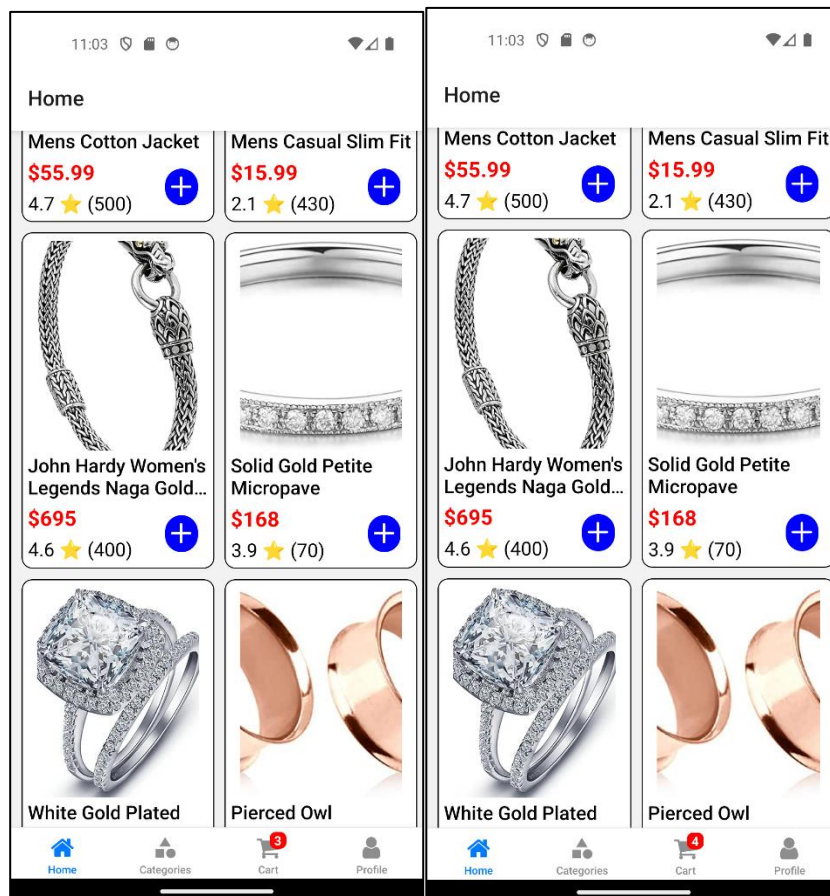 11:03
Home
Mens Cotton Jacket
$55.99
4.7 ⭐ (500)
Mens Casual Slim Fit
$15.99
2.1 ⭐ (430)
John Hardy Women's
Legends Naga Gold...
$695
4.6 ⭐ (400)
Solid Gold Petite
Micropave
$168
3.9 ⭐ (70)
White Gold Plated
Pierced Owl
3
Home
Categories
Cart
Profile
11:03
Home
Mens Cotton Jacket
$55.99
4.7 ⭐ (500)
Mens Casual Slim Fit
$15.99
2.1 ⭐ (430)
John Hardy Women's
Legends Naga Gold...
$695
4.6 ⭐ (400)
Solid Gold Petite
Micropave
$168
3.9 ⭐ (70)
White Gold Plated
Pierced Owl
4
Home
Categories
Cart
Profile